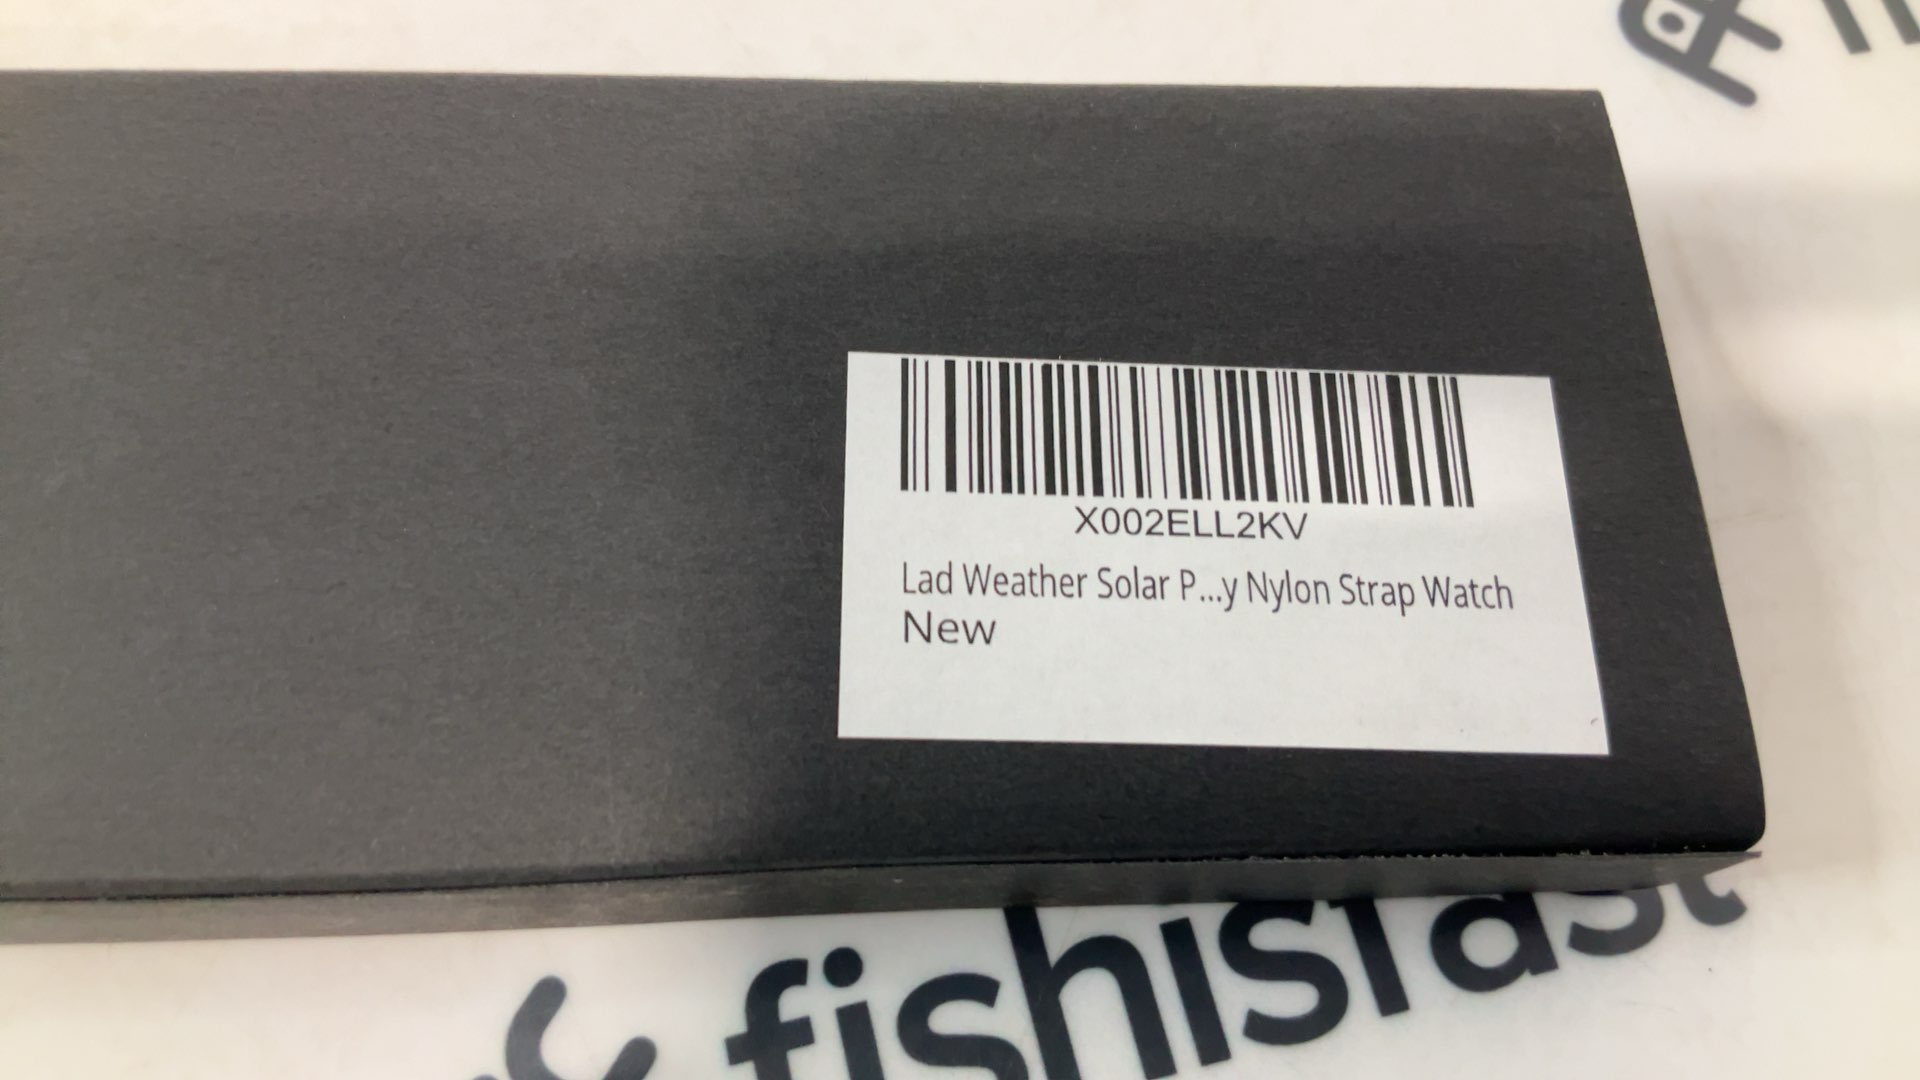 X002ELL2KV
Lad Weather Solar P...y Nylon Strap Watch
New
fishisfast